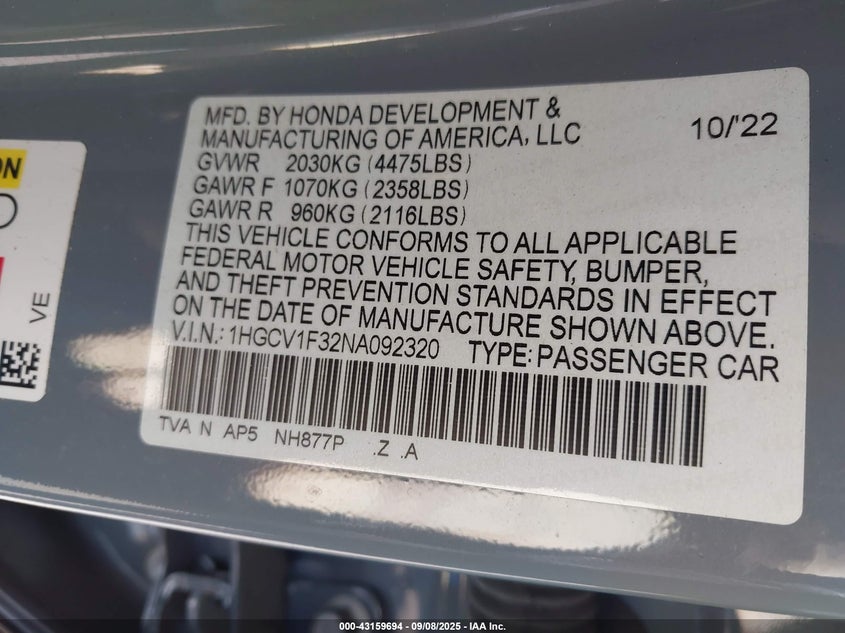 ON
VE
MFD. BY HONDA DEVELOPMENT &
MANUFACTURING OF AMERICA, LLC 10/'22
GVWR 2030KG (4475LBS)
GAWR F 1070KG (2358LBS)
GAWR R 960KG (2116LBS)
THIS VEHICLE CONFORMS TO ALL APPLICABLE
FEDERAL MOTOR VEHICLE SAFETY, BUMPER,
AND THEFT PREVENTION STANDARDS IN EFFECT
ON THE DATE OF MANUFACTURE SHOWN ABOVE.
V.I.N.: 1HGCV1F32NA092320 TYPE: PASSENGER CAR
TVA N AP5 NH877P .Z .A
000-43159694 - 09/08/2025 - IAA Inc.